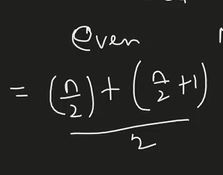 even
= ((n/2) + (n/2 + 1))/2